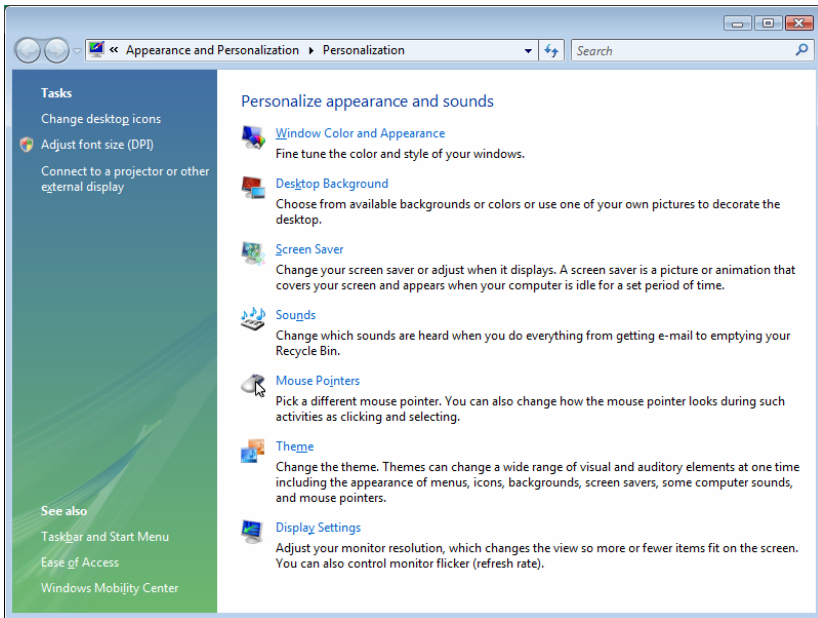 « Appearance and Personalization Personalization
Search
Tasks
Change desktop icons
Adjust font size (DPI)
Connect to a projector or other
external display
Personalize appearance and sounds
Window Color and Appearance
Fine tune the color and style of your windows.
Desktop Background
Choose from available backgrounds or colors or use one of your own pictures to decorate the
desktop.
Screen Saver
Change your screen saver or adjust when it displays. A screen saver is a picture or animation that
covers your screen and appears when your computer is idle for a set period of time.
Sounds
Change which sounds are heard when you do everything from getting e-mail to emptying your
Recycle Bin.
Mouse Pointers
Pick a different mouse pointer. You can also change how the mouse pointer looks during such
activities as clicking and selecting.
Theme
Change the theme. Themes can change a wide range of visual and auditory elements at one time
including the appearance of menus, icons, backgrounds, screen savers, some computer sounds,
and mouse pointers.
Display Settings
Adjust your monitor resolution, which changes the view so more or fewer items fit on the screen.
You can also control monitor flicker (refresh rate).
See also
Taskbar and Start Menu
Ease of Access
Windows Mobility Center